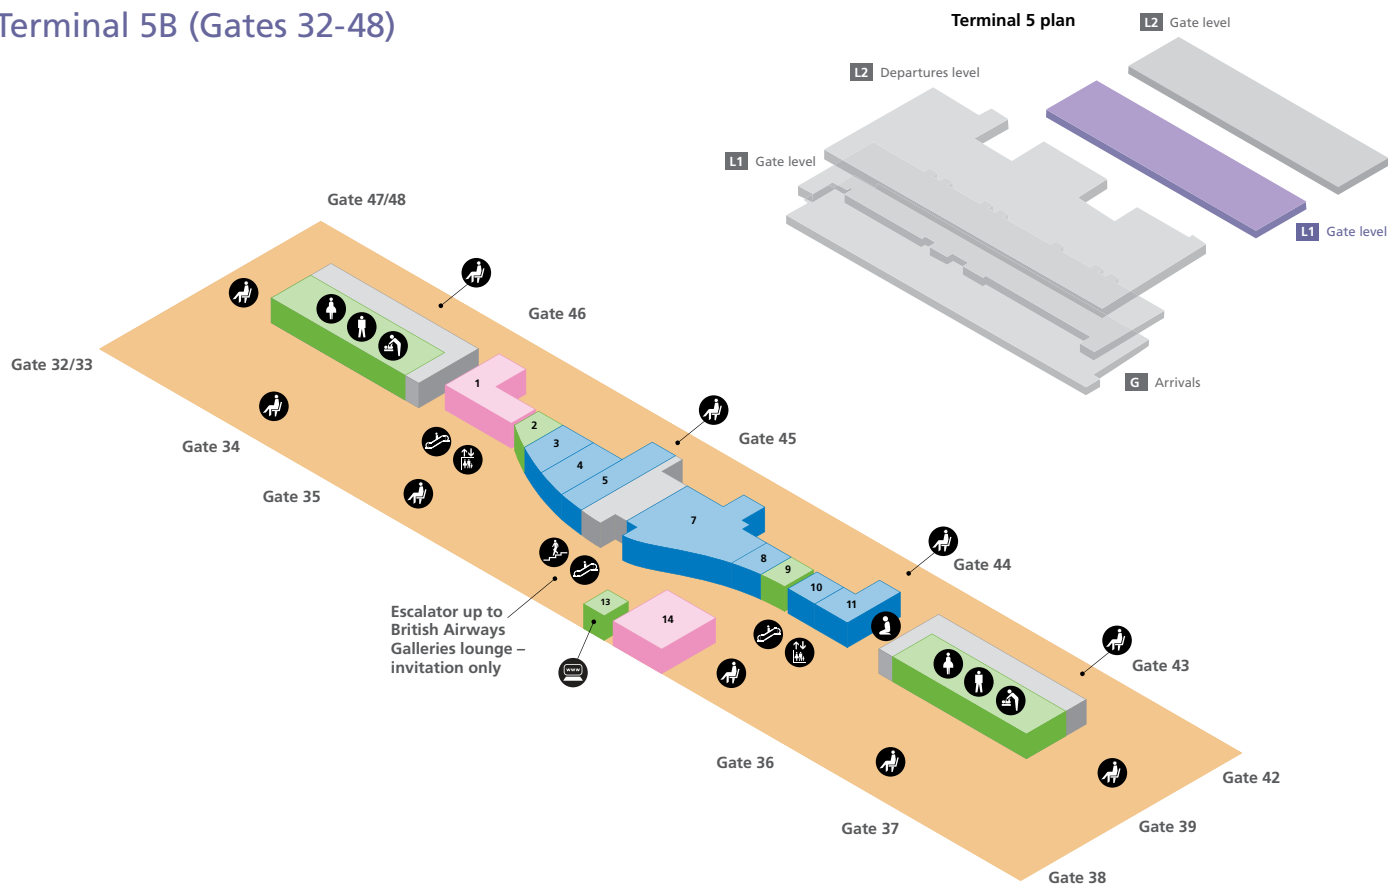 Terminal 5B (Gates 32-48)
Terminal 5 plan
L2 Gate level
L2 Departures level
L1 Gate level
L1 Gate level
G Arrivals
Gate 47/48
Gate 46
Gate 32/33
1
2
3
4
5
Gate 45
Gate 34
Gate 35
7
8
9
10
11
Gate 44
13
14
Escalator up to
British Airways
Galleries lounge –
invitation only
www
Gate 43
Gate 36
Gate 42
Gate 37
Gate 39
Gate 38